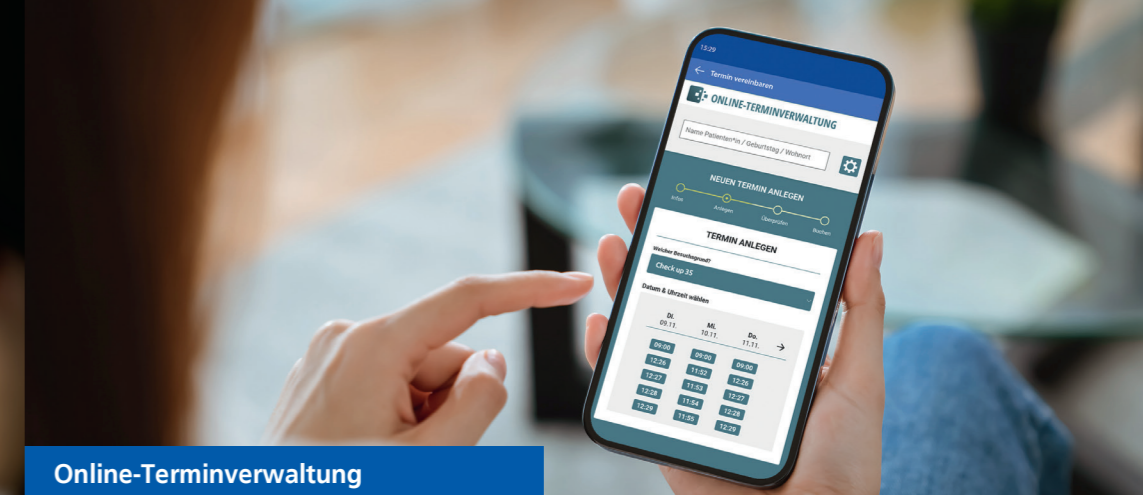 15:29
← Termin vereinbaren
ONLINE-TERMINVERWALTUNG
Name Patienten*in / Geburtstag / Wohnort
NEUEN TERMIN ANLEGEN
Infos Anlegen Überprüfen Buchen
TERMIN ANLEGEN
Welcher Besuchsgrund?
Check up 35
Datum & Uhrzeit wählen
Di. Mi. Do.
09.11. 10.11. 11.11. →
09:00 09:00 09:00
12:26 11:52 12:26
12:27 11:53 12:27
12:28 11:54 12:28
12:29 11:55 12:29
Online-Terminverwaltung